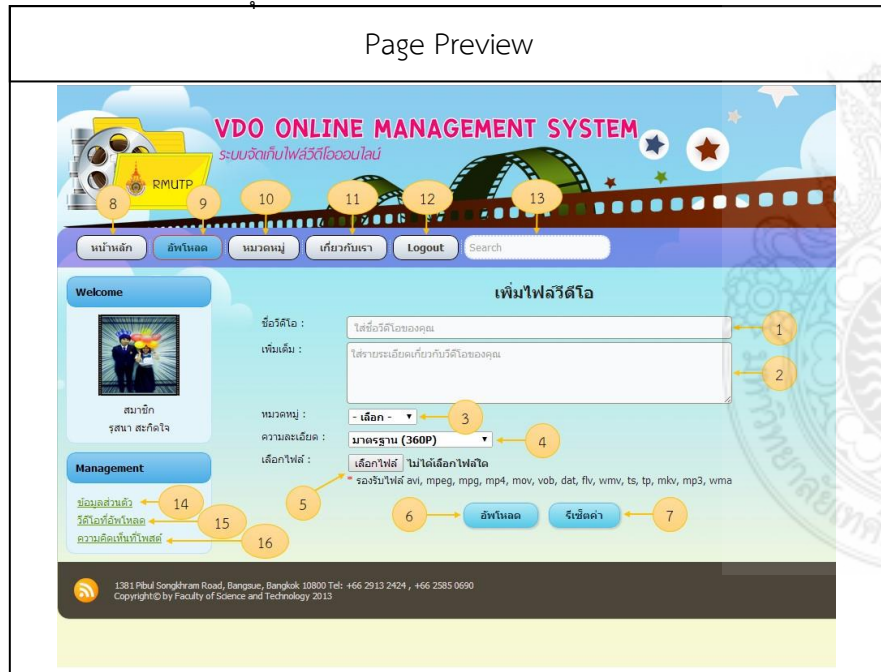 Page Preview
VDO ONLINE MANAGEMENT SYSTEM
ระบบจัดเก็บไฟล์วีดีโอออนไลน์
RMUTP
8 9 10 11 12 13
หน้าหลัก อัพโหลด หมวดหมู่ เกี่ยวกับเรา Logout Search
Welcome
สมาชิก
รุสนา สะกิดใจ
Management
ข้อมูลส่วนตัว 14
วีดีโอที่อัพโหลด 15
ความคิดเห็นที่โพสต์ 16
เพิ่มไฟล์วีดีโอ
ชื่อวีดีโอ : ใส่ชื่อวีดีโอของคุณ 1
เพิ่มเติ่ม : ใส่รายระเอียดเกี่ยวกับวีดีโอของคุณ 2
หมวดหมู่ : - เลือก - 3
ความละเอียด : มาตรฐาน (360P) 4
เลือกไฟล์ : เลือกไฟล์ ไม่ได้เลือกไฟล์ใด
5 * รองรับไฟล์ avi, mpeg, mpg, mp4, mov, vob, dat, flv, wmv, ts, tp, mkv, mp3, wma
6 อัพโหลด รีเซ็ตค่า 7
1381 Pibul Songkhram Road, Bangsue, Bangkok 10800 Tel: +66 2913 2424 , +66 2585 0690
Copyright© by Faculty of Science and Technology 2013